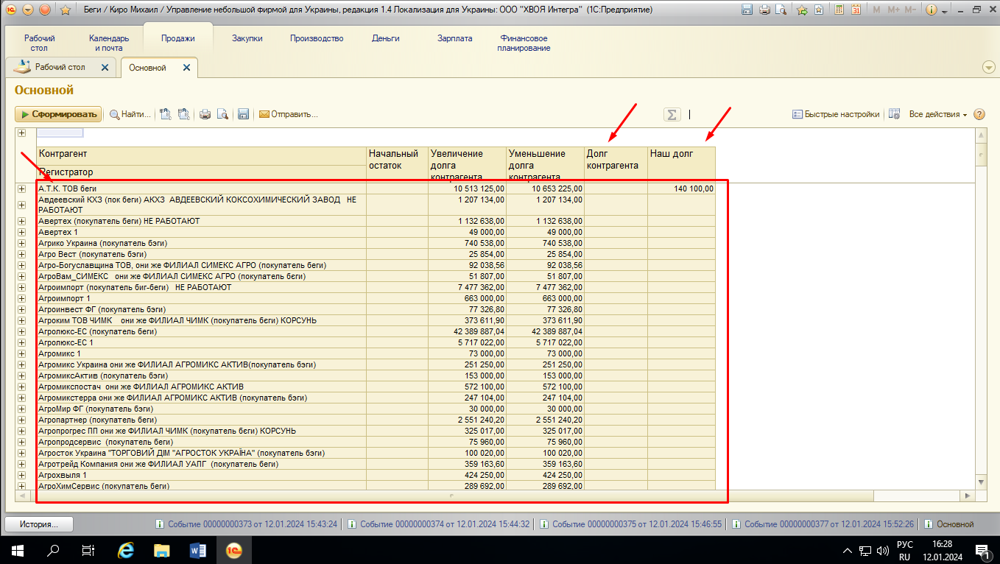 Беги / Киро Михаил / Управление небольшой фирмой для Украины, редакция 1.4 Локализация для Украины: ООО "ХВОЯ Интегра" (1С:Предприятие)
M M+ M-
Рабочий стол
Календарь и почта
Продажи
Закупки
Производство
Деньги
Зарплата
Финансовое планирование
Рабочий стол
Основной
Основной
Сформировать
Найти...
Отправить...
Σ
Быстрые настройки
Все действия
Контрагент
Регистратор
Начальный остаток
Увеличение долга контрагента
Уменьшение долга контрагента
Долг контрагента
Наш долг
А.Т.К. ТОВ беги 10 513 125,00 10 653 225,00 140 100,00
Авдеевский КХЗ (пок беги) АКХЗ АВДЕЕВСКИЙ КОКСОХИМИЧЕСКИЙ ЗАВОД НЕ 1 207 134,00 1 207 134,00
РАБОТАЮТ
Авертех (покупатель беги) НЕ РАБОТАЮТ 1 132 638,00 1 132 638,00
Авертех 1 49 000,00 49 000,00
Агрико Украина (покупатель бэги) 740 538,00 740 538,00
Агро Вест (покупатель бэги) 25 854,00 25 854,00
Агро-Богуславщина ТОВ, они же ФИЛИАЛ СИМЕКС АГРО (покупатель беги) 92 038,56 92 038,56
АгроВам_СИМЕКС они же ФИЛИАЛ СИМЕКС АГРО (покупатель бєги) 51 807,00 51 807,00
Агроимпорт (покупатель биг-беги) НЕ РАБОТАЮТ 7 477 362,00 7 477 362,00
Агроимпорт 1 663 000,00 663 000,00
Агроинвест ФГ (покупатель бэги) 77 326,80 77 326,80
Агроким ТОВ ЧИМК они же ФИЛИАЛ ЧИМК (покупатель бєги) КОРСУНЬ 373 611,90 373 611,90
Агролюкс-ЕС (покупатель беги) 42 389 887,04 42 389 887,04
Агролюкс-ЕС 1 5 717 022,00 5 717 022,00
Агромикс 1 73 000,00 73 000,00
Агромикс Украина они же ФИЛИАЛ АГРОМИКС АКТИВ(покупатель бэги) 251 250,00 251 250,00
АгромиксАктив (покупатель бэги) 153 000,00 153 000,00
Агромикспостач они же ФИЛИАЛ АГРОМИКС АКТИВ 572 100,00 572 100,00
Агромикстерра они же ФИЛИАЛ АГРОМИКС АКТИВ (покупатель бэги) 247 104,00 247 104,00
АгроМир ФГ (покупатель бэги) 30 000,00 30 000,00
Агропартнер (покупатель беги) 2 551 240,20 2 551 240,20
Агропрогрес ПП они же ФИЛИАЛ ЧИМК (покупатель бєги) КОРСУНЬ 325 017,00 325 017,00
Агропродсервис (покупатель беги) 75 960,00 75 960,00
Агросток Украина "ТОРГОВИЙ ДІМ "АГРОСТОК УКРАЇНА" (покупатель бэги) 100 020,00 100 020,00
Агротрейд Компания они же ФИЛИАЛ УАПГ (покупатель беги) 359 163,60 359 163,60
Агрохвыля 1 424 250,00 424 250,00
АгроХимСервис (покупатель беги) 289 692,00 289 692,00
История...
Событие 00000000373 от 12.01.2024 15:43:24
Событие 00000000374 от 12.01.2024 15:44:32
Событие 00000000375 от 12.01.2024 15:46:55
Событие 00000000377 от 12.01.2024 15:52:26
Основной
РУС
RU
16:28
12.01.2024
1